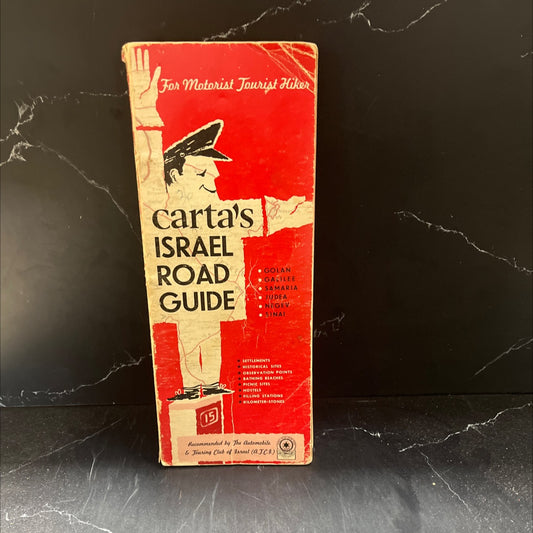 For Motorist Tourist Hiker
carta's
ISRAEL
ROAD
GUIDE
• GOLAN
• GALILEE
• SAMARIA
• JUDEA
• NEGEV
• SINAI
• SETTLEMENTS
• HISTORICAL SITES
• OBSERVATION POINTS
• BATHING BEACHES
• PICNIC SITES
• HOSTELS
• FILLING STATIONS
• KILOMETER-STONES
15
Recommended by The Automobile
& Touring Club of Israel (A.T.C.I.)